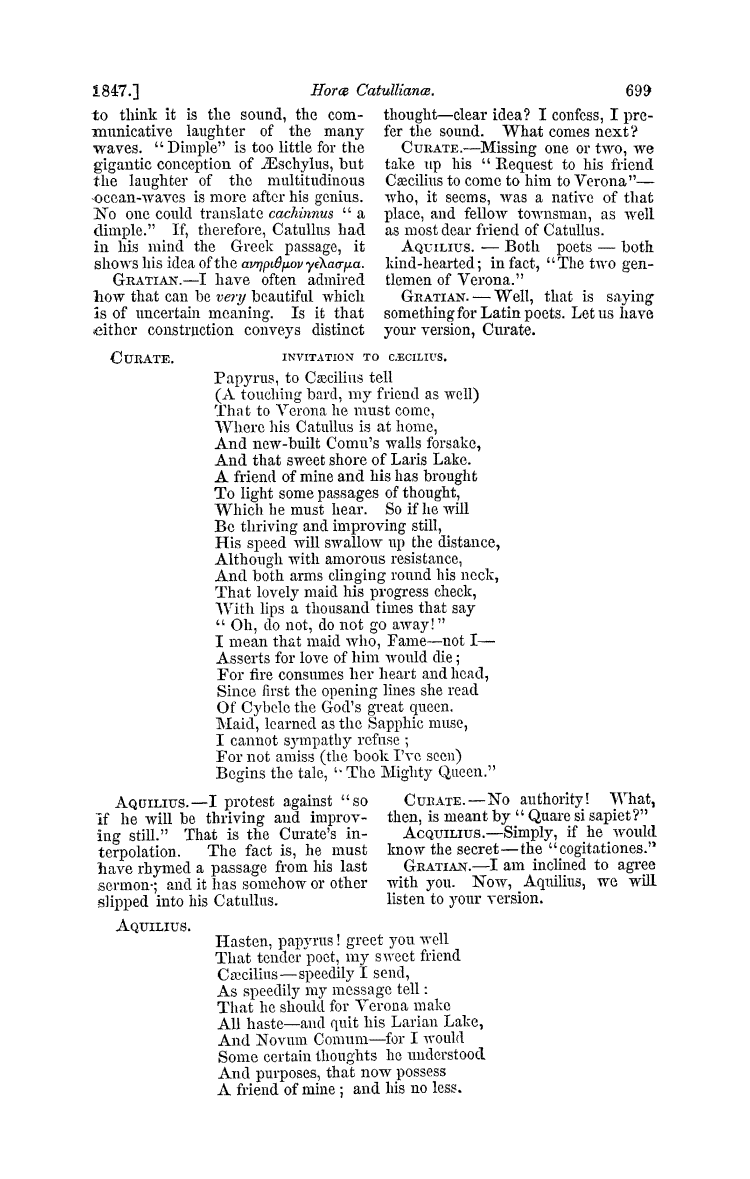 1847.] Horæ Catullianæ. 699
to think it is the sound, the com-
municative laughter of the many
waves. "Dimple" is too little for the
gigantic conception of Æschylus, but
the laughter of the multitudinous
ocean-waves is more after his genius.
No one could translate cachinnus "a
dimple." If, therefore, Catullus had
in his mind the Greek passage, it
shows his idea of the ανηριθμον γελασμα.
GRATIAN.—I have often admired
how that can be very beautiful which
is of uncertain meaning. Is it that
either construction conveys distinct
thought—clear idea? I confess, I pre-
fer the sound. What comes next?
CURATE.—Missing one or two, we
take up his "Request to his friend
Cæcilius to come to him to Verona"—
who, it seems, was a native of that
place, and fellow townsman, as well
as most dear friend of Catullus.
AQUILIUS. — Both poets — both
kind-hearted; in fact, "The two gen-
tlemen of Verona."
GRATIAN. — Well, that is saying
something for Latin poets. Let us have
your version, Curate.
CURATE. INVITATION TO CÆCILIUS.
Papyrus, to Cæcilius tell
(A touching bard, my friend as well)
That to Verona he must come,
Where his Catullus is at home,
And new-built Comu's walls forsake,
And that sweet shore of Laris Lake.
A friend of mine and his has brought
To light some passages of thought,
Which he must hear. So if he will
Be thriving and improving still,
His speed will swallow up the distance,
Although with amorous resistance,
And both arms clinging round his neck,
That lovely maid his progress check,
With lips a thousand times that say
"Oh, do not, do not go away!"
I mean that maid who, Fame—not I—
Asserts for love of him would die;
For fire consumes her heart and head,
Since first the opening lines she read
Of Cybele the God's great queen.
Maid, learned as the Sapphic muse,
I cannot sympathy refuse;
For not amiss (the book I've seen)
Begins the tale, "The Mighty Queen."
AQUILIUS.—I protest against "so
if he will be thriving and improv-
ing still." That is the Curate's in-
terpolation. The fact is, he must
have rhymed a passage from his last
sermon; and it has somehow or other
slipped into his Catullus.
CURATE.—No authority! What,
then, is meant by "Quare si sapiet?"
ACQUILIUS.—Simply, if he would
know the secret—the "cogitationes."
GRATIAN.—I am inclined to agree
with you. Now, Aquilius, we will
listen to your version.
AQUILIUS.
Hasten, papyrus! greet you well
That tender poet, my sweet friend
Cæcilius—speedily I send,
As speedily my message tell:
That he should for Verona make
All haste—and quit his Larian Lake,
And Novum Comum—for I would
Some certain thoughts he understood
And purposes, that now possess
A friend of mine; and his no less.